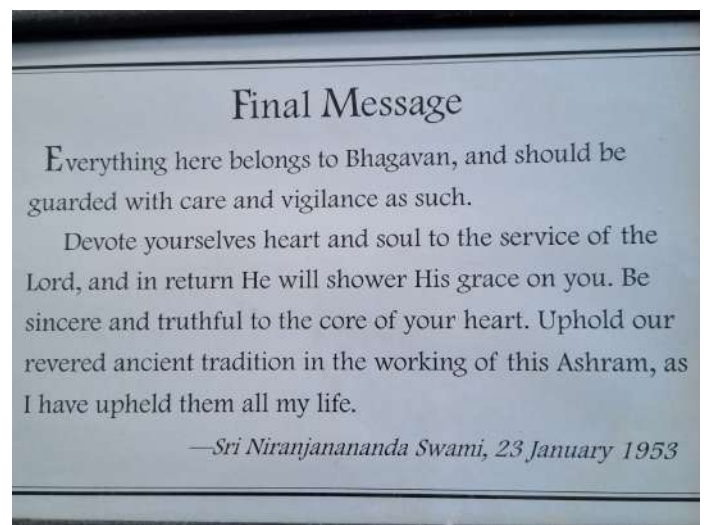 Final Message
Everything here belongs to Bhagavan, and should be
guarded with care and vigilance as such.
Devote yourselves heart and soul to the service of the
Lord, and in return He will shower His grace on you. Be
sincere and truthful to the core of your heart. Uphold our
revered ancient tradition in the working of this Ashram, as
I have upheld them all my life.
—Sri Niranjanananda Swami, 23 January 1953